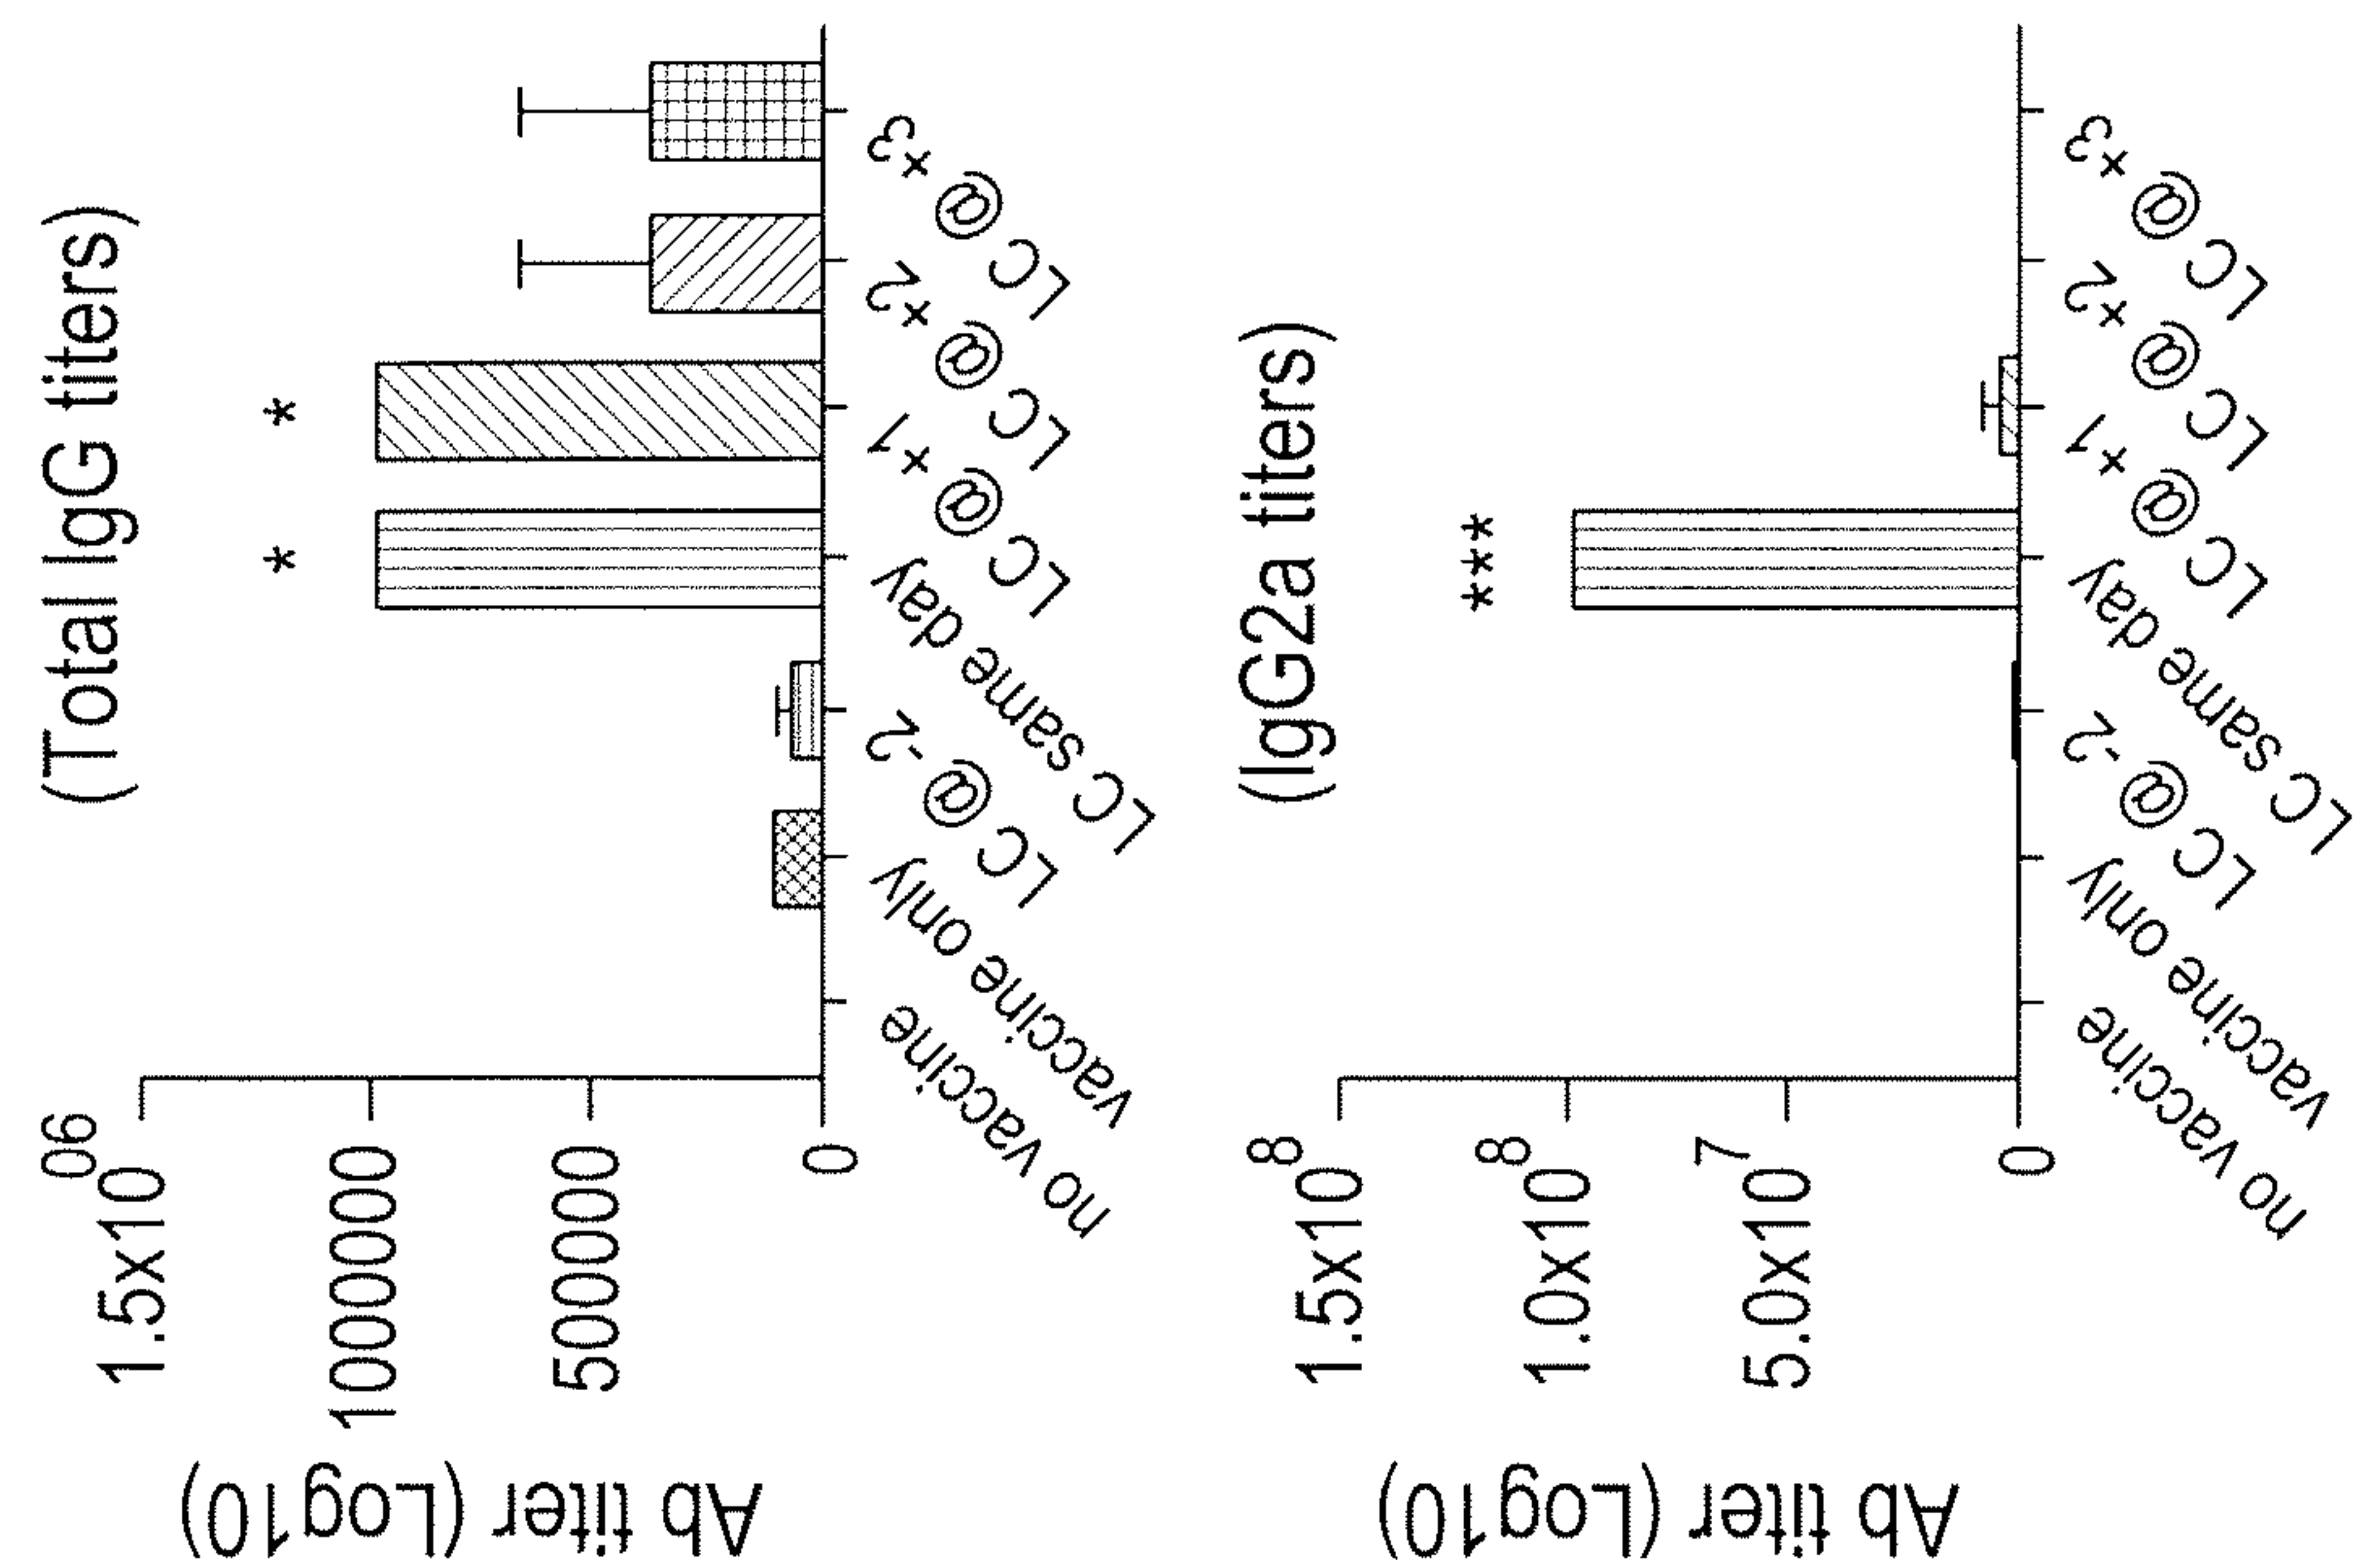 (Total IgG titers)
Ab titer (Log10)
1.5x10^06
1000000
500000
0
no vaccine
vaccine only
LC @ -2
LC same day
LC @ +1
LC @ +2
LC @ +3
*
*
(IgG2a titers)
Ab titer (Log10)
1.5x10^8
1.0x10^8
5.0x10^7
0
no vaccine
vaccine only
LC @ -2
LC same day
LC @ +1
LC @ +2
LC @ +3
***